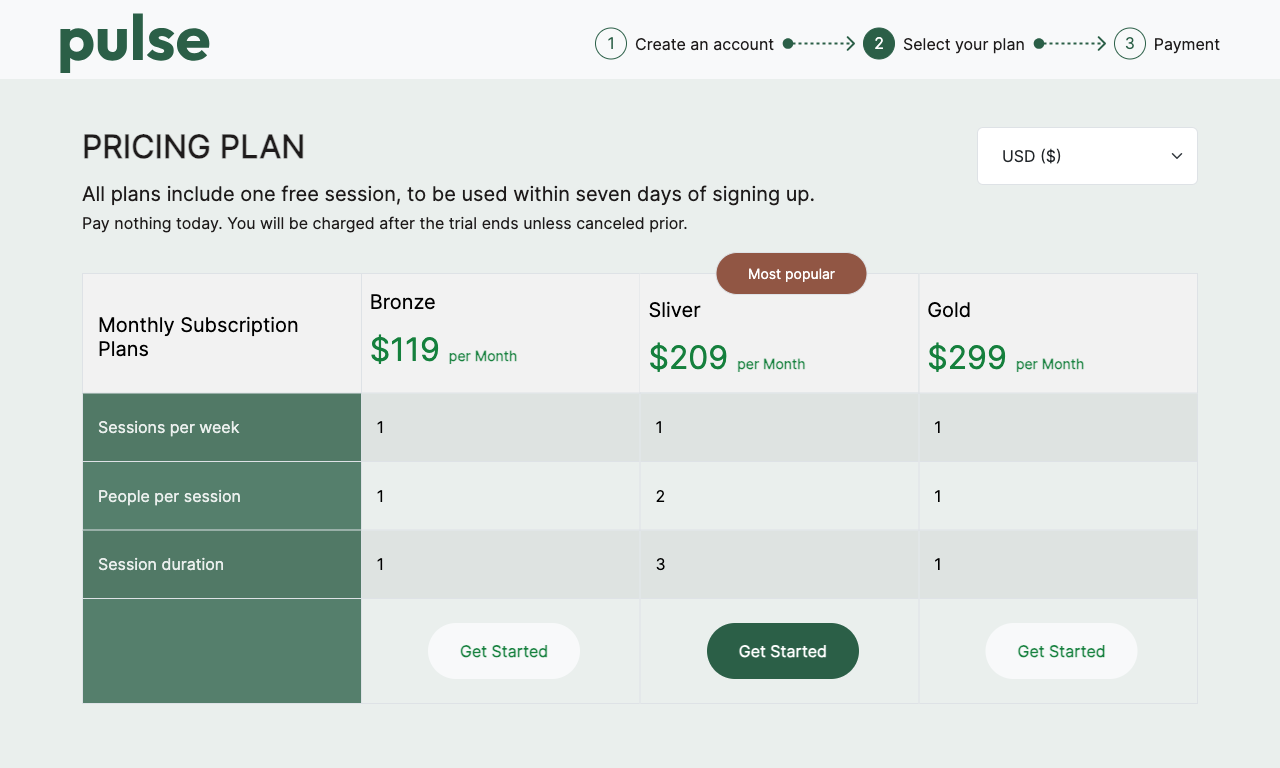 pulse
1 Create an account 2 Select your plan 3 Payment
PRICING PLAN
USD ($)
All plans include one free session, to be used within seven days of signing up.
Pay nothing today. You will be charged after the trial ends unless canceled prior.
Most popular
Monthly Subscription
Plans
Bronze
$119 per Month
Sliver
$209 per Month
Gold
$299 per Month
Sessions per week 1 1 1
People per session 1 2 1
Session duration 1 3 1
Get Started Get Started Get Started